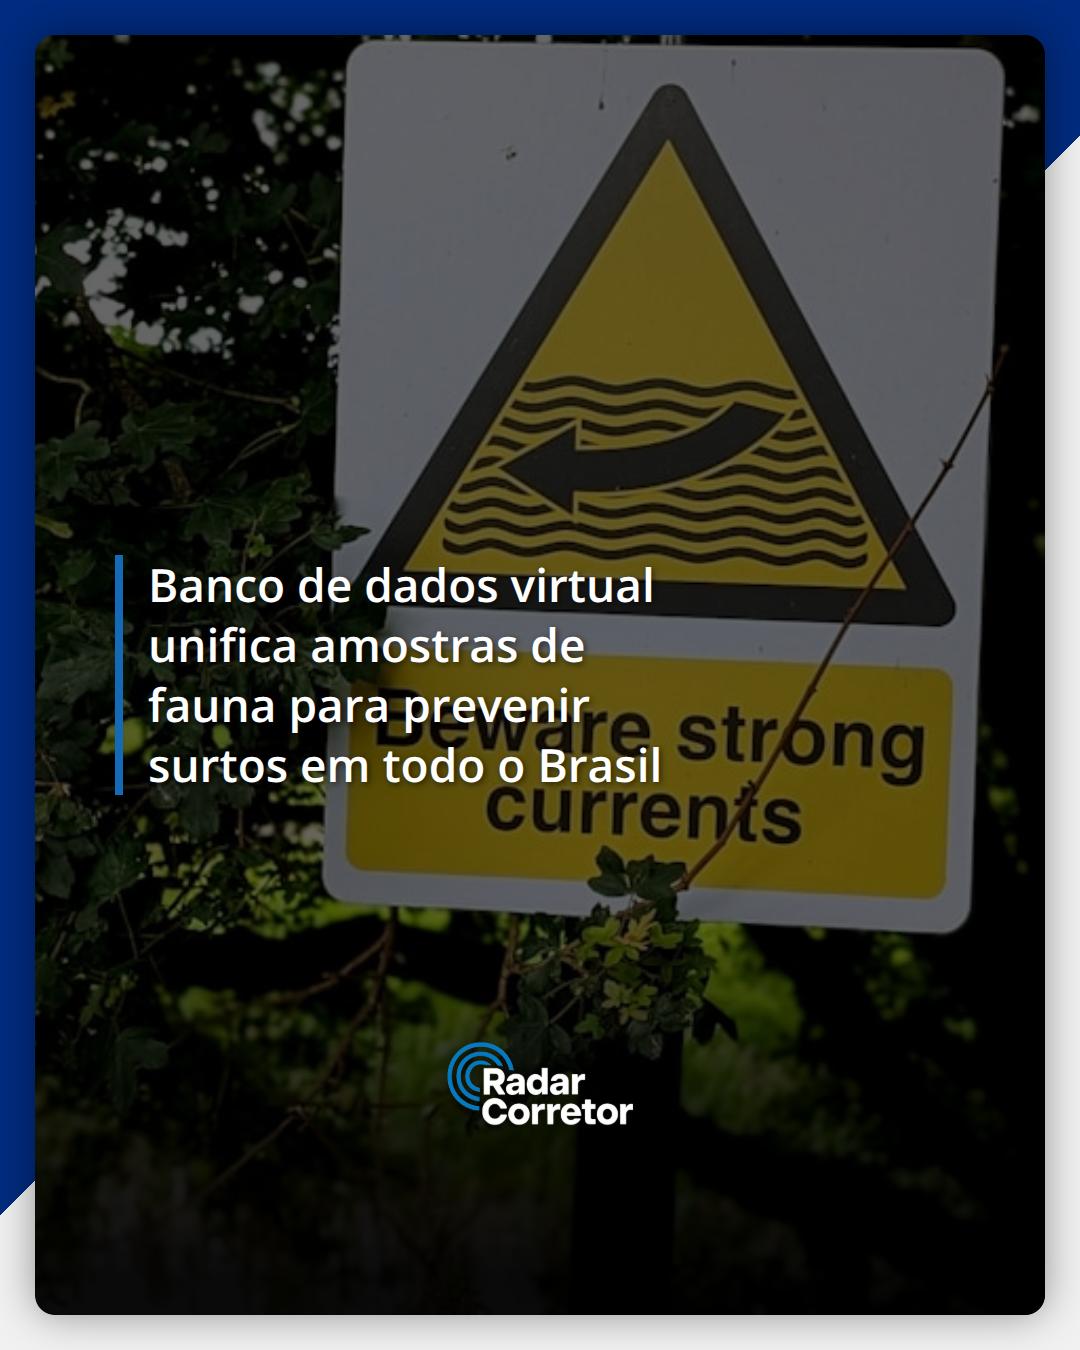 Banco de dados virtual
unifica amostras de
fauna para prevenir
surtos em todo o Brasil
Beware strong
currents
Radar
Corretor